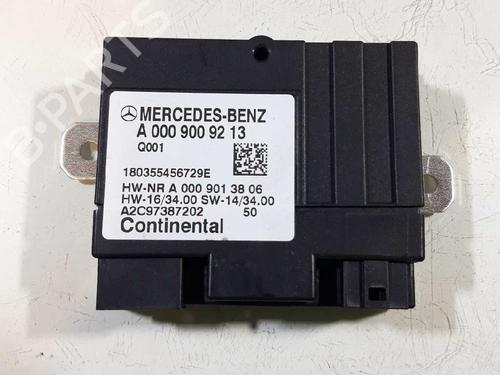 MERCEDES-BENZ
A 000 900 92 13
Q001
180355456729E
HW-NR A 000 901 38 06
HW-16/34.00 SW-14/34.00
A2C97387202 50
Continental
B-PARTS